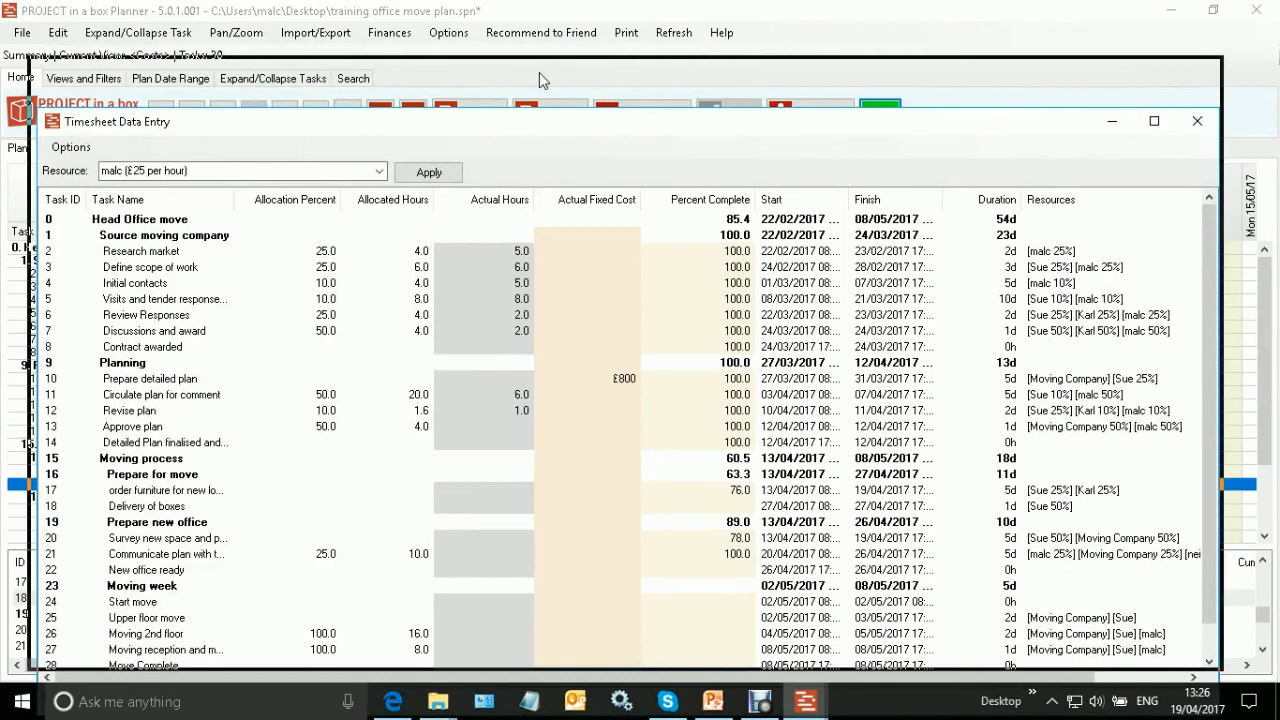 PROJECT in a box Planner - 5.0.1.001 - C:\Users\malc\Desktop\training office move plan.spn*
File Edit Expand/Collapse Task Pan/Zoom Import/Export Finances Options Recommend to Friend Print Refresh Help
Summary | Current View: <Costs> | Tasks: 30
Home Views and Filters Plan Date Range Expand/Collapse Tasks Search
PROJECT in a box
Timesheet Data Entry
Options
Resource: malc (£25 per hour) Apply
Task ID Task Name Allocation Percent Allocated Hours Actual Hours Actual Fixed Cost Percent Complete Start Finish Duration Resources
0 Head Office move 85.4 22/02/2017 ... 08/05/2017 ... 54d
1 Source moving company 100.0 22/02/2017 ... 24/03/2017 ... 23d
2 Research market 25.0 4.0 5.0 100.0 22/02/2017 08:... 23/02/2017 17:... 2d [malc 25%]
3 Define scope of work 25.0 6.0 6.0 100.0 24/02/2017 08:... 28/02/2017 17:... 3d [Sue 25%] [malc 25%]
4 Initial contacts 10.0 4.0 5.0 100.0 01/03/2017 08:... 07/03/2017 17:... 5d [malc 10%]
5 Visits and tender response... 10.0 8.0 8.0 100.0 08/03/2017 08:... 21/03/2017 17:... 10d [Sue 10%] [malc 10%]
6 Review Responses 25.0 4.0 2.0 100.0 22/03/2017 08:... 23/03/2017 17:... 2d [Sue 25%] [Karl 25%] [malc 25%]
7 Discussions and award 50.0 4.0 2.0 100.0 24/03/2017 08:... 24/03/2017 17:... 1d [Sue 50%] [Karl 50%] [malc 50%]
8 Contract awarded 100.0 24/03/2017 17:... 24/03/2017 17:... 0h
9 Planning 100.0 27/03/2017 ... 12/04/2017 ... 13d
10 Prepare detailed plan £800 100.0 27/03/2017 08:... 31/03/2017 17:... 5d [Moving Company] [Sue 25%]
11 Circulate plan for comment 50.0 20.0 6.0 100.0 03/04/2017 08:... 07/04/2017 17:... 5d [Sue 10%] [malc 50%]
12 Revise plan 10.0 1.6 1.0 100.0 10/04/2017 08:... 11/04/2017 17:... 2d [Sue 25%] [Karl 10%] [malc 10%]
13 Approve plan 50.0 4.0 100.0 12/04/2017 08:... 12/04/2017 17:... 1d [Moving Company 50%] [malc 50%]
14 Detailed Plan finalised and... 100.0 12/04/2017 17:... 12/04/2017 17:... 0h
15 Moving process 60.5 13/04/2017 ... 08/05/2017 ... 18d
16 Prepare for move 63.3 13/04/2017 ... 27/04/2017 ... 11d
17 order furniture for new lo... 76.0 13/04/2017 08:... 19/04/2017 17:... 5d [Sue 25%] [Karl 25%]
18 Delivery of boxes 27/04/2017 08:... 27/04/2017 17:... 1d [Sue 50%]
19 Prepare new office 89.0 13/04/2017 ... 26/04/2017 ... 10d
20 Survey new space and p... 78.0 13/04/2017 08:... 19/04/2017 17:... 5d [Sue 50%] [Moving Company 50%]
21 Communicate plan with t... 25.0 10.0 100.0 20/04/2017 08:... 26/04/2017 17:... 5d [malc 25%] [Moving Company 25%] [nei
22 New office ready 26/04/2017 17:... 26/04/2017 17:... 0h
23 Moving week 02/05/2017 ... 08/05/2017 ... 5d
24 Start move 02/05/2017 08:... 02/05/2017 08:... 0h
25 Upper floor move 02/05/2017 08:... 03/05/2017 17:... 2d [Moving Company] [Sue]
26 Moving 2nd floor 100.0 16.0 04/05/2017 08:... 05/05/2017 17:... 2d [Moving Company] [Sue] [malc]
27 Moving reception and m... 100.0 8.0 08/05/2017 08:... 08/05/2017 17:... 1d [Moving Company] [Sue] [malc]
28 Move Complete 08/05/2017 17:... 08/05/2017 17:... 0h
Mon 15/05/17
ID
17
18
19
20
21
Cun
Ask me anything Desktop ENG 13:26
19/04/2017